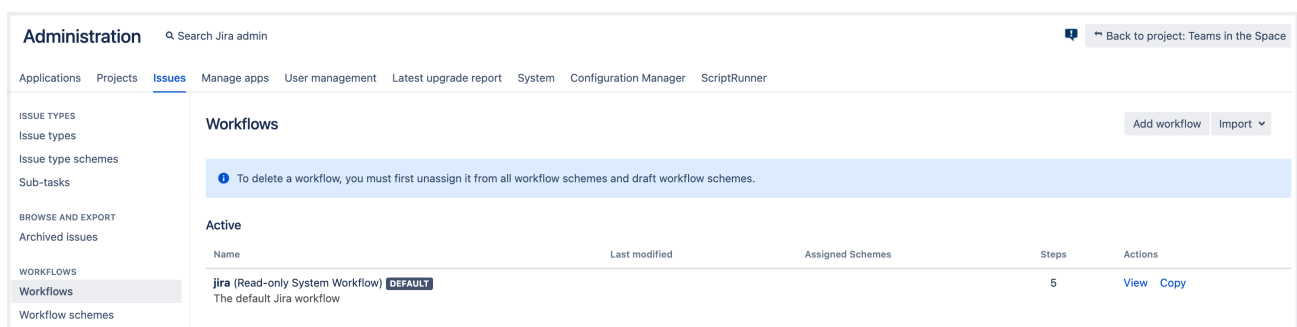 Administration Search Jira admin Back to project: Teams in the Space
Applications Projects Issues Manage apps User management Latest upgrade report System Configuration Manager ScriptRunner
ISSUE TYPES
Issue types
Issue type schemes
Sub-tasks
BROWSE AND EXPORT
Archived issues
WORKFLOWS
Workflows
Workflow schemes
Workflows Add workflow Import
To delete a workflow, you must first unassign it from all workflow schemes and draft workflow schemes.
Active
Name Last modified Assigned Schemes Steps Actions
jira (Read-only System Workflow) DEFAULT 5 View Copy
The default Jira workflow